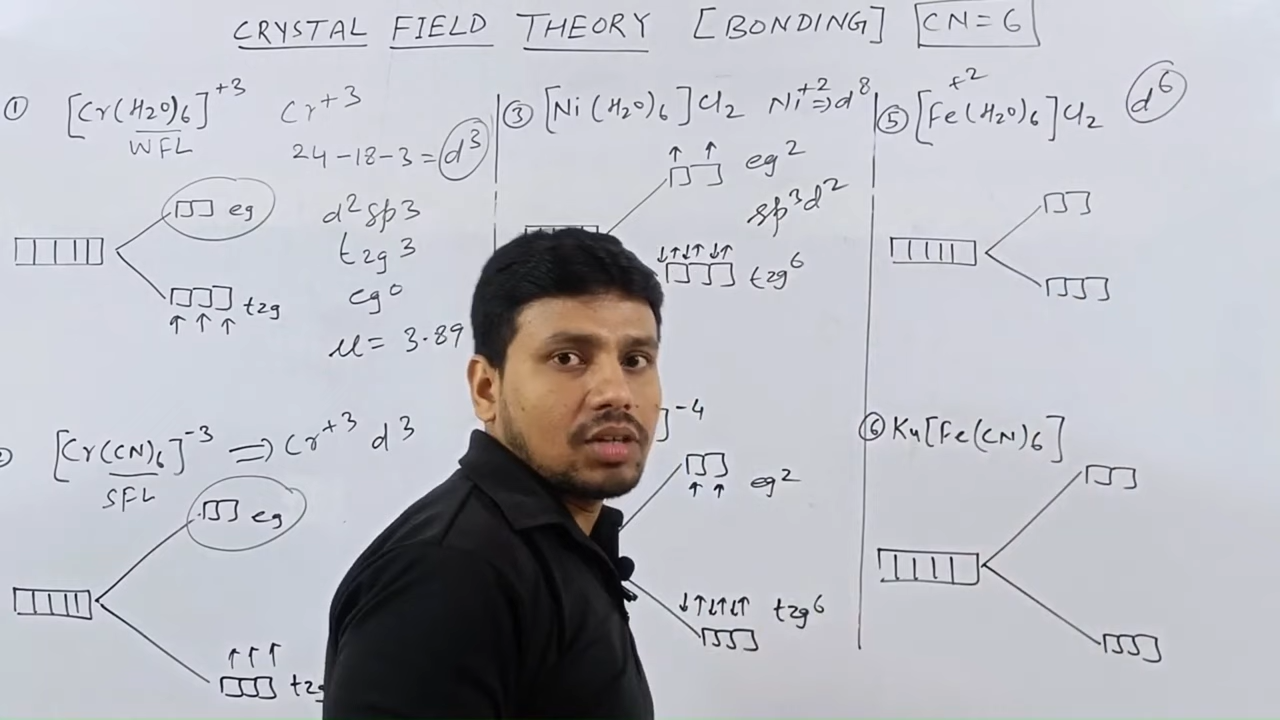 CRYSTAL FIELD THEORY [BONDING] CN=6
① [Cr(H2O)6]+3 Cr+3
WFL
24-18-3=d3
eg
t2g
d2sp3
t2g3
eg0
μ= 3.89
[Cr(CN)6]-3 ⇒ Cr+3 d3
SFL
eg
③ [Ni(H2O)6]Cl2 Ni+2⇒d8
eg2
sp3d2
t2g6
]-4
eg2
t2g6
⑤ [Fe(H2O)6]Cl2 d6
+2
⑥ K4[Fe(CN)6]